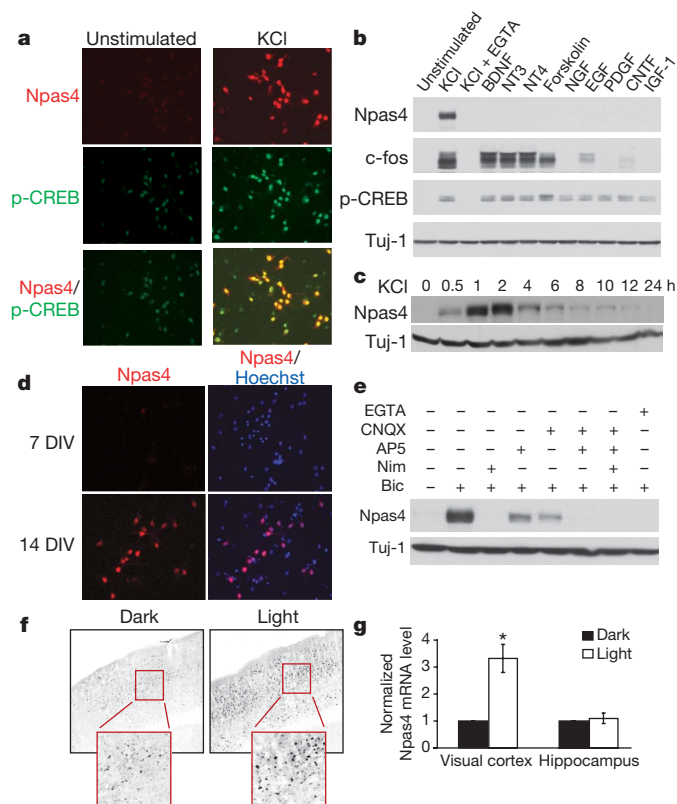 a
Unstimulated KCl
Npas4
p-CREB
Npas4/
p-CREB
b
Unstimulated
KCl
KCl + EGTA
BDNF
NT3
NT4
Forskolin
NGF
EGF
PDGF
CNTF
IGF-1
Npas4
c-fos
p-CREB
Tuj-1
c
KCl 0 0.5 1 2 4 6 8 10 12 24 h
Npas4
Tuj-1
d
Npas4 Npas4/
Hoechst
7 DIV
14 DIV
e
EGTA – – – – – – – +
CNQX – – – – + + + –
AP5 – – – + – + + –
Nim – – + – – – + –
Bic – + + + + + + +
Npas4
Tuj-1
f
Dark Light
g
Normalized
Npas4 mRNA level
4
3
2
1
0
*
Dark
Light
Visual cortex Hippocampus